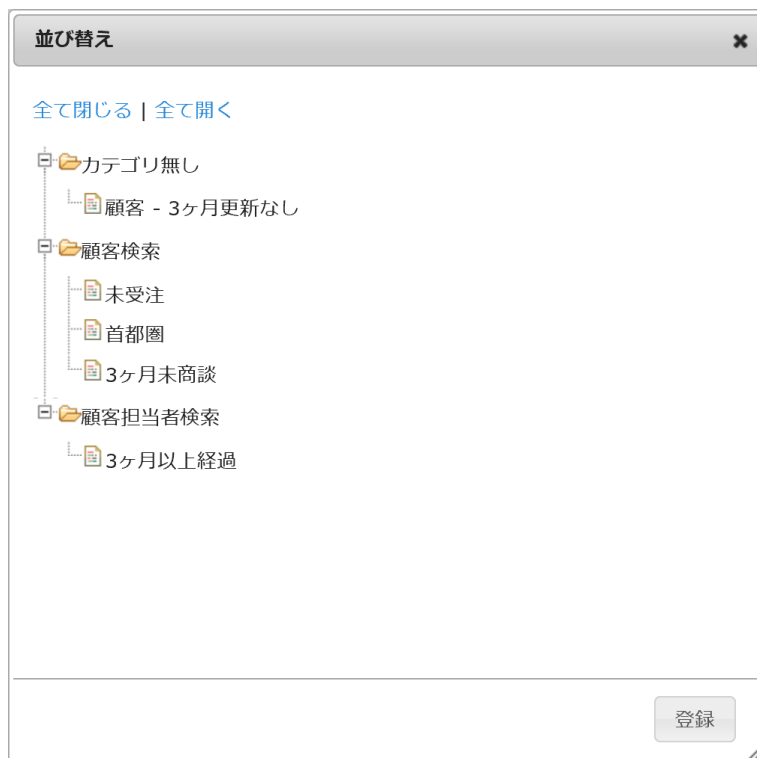 並び替え
全て閉じる | 全て開く
カテゴリ無し
顧客 - 3ヶ月更新なし
顧客検索
未受注
首都圏
3ヶ月未商談
顧客担当者検索
3ヶ月以上経過
登録